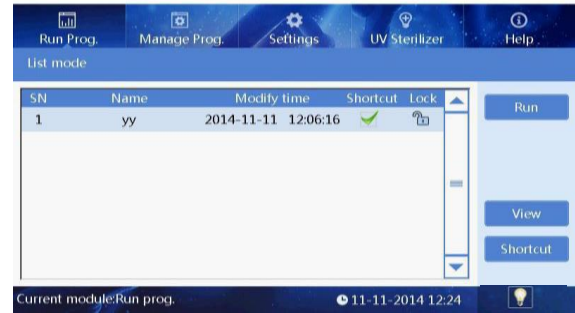 Run Prog. Manage Prog. Settings UV Sterilizer Help
List mode
SN Name Modify time Shortcut Lock
1 yy 2014-11-11 12:06:16
Run
View
Shortcut
Current module:Run prog. 11-11-2014 12:24